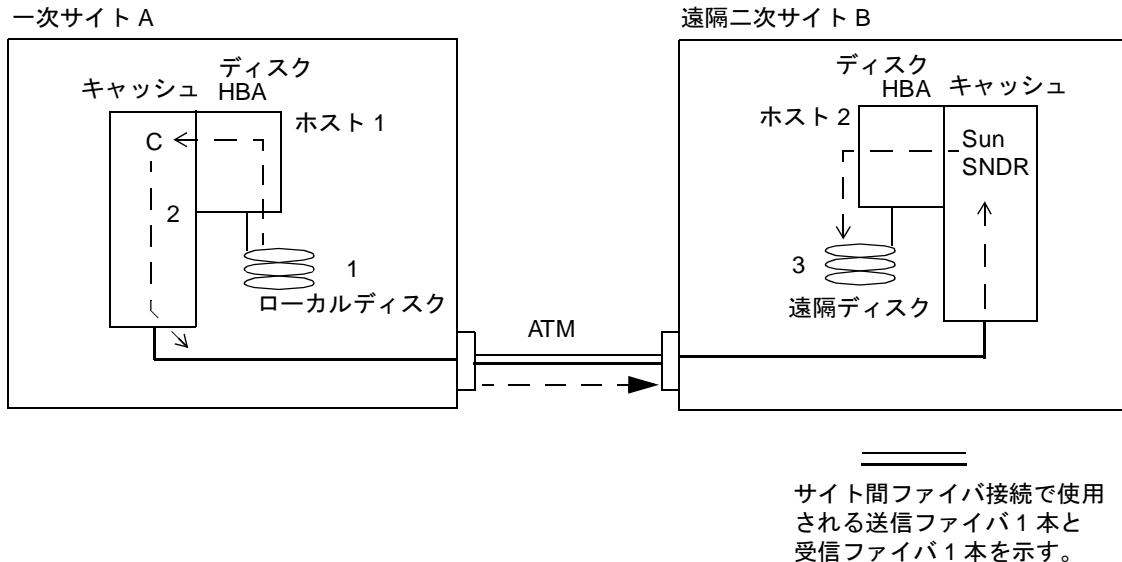 一次サイト A
遠隔二次サイト B
キャッシュ
ディスク
HBA
ホスト 1
C
2
1
ローカルディスク
ATM
ディスク
HBA
キャッシュ
ホスト 2
Sun
SNDR
3
遠隔ディスク
サイト間ファイバ接続で使用
される送信ファイバ 1 本と
受信ファイバ 1 本を示す。